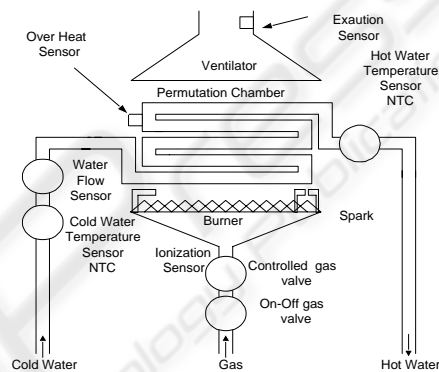 Exaution
Sensor
Over Heat
Sensor
Ventilator
Hot Water
Temperature
Sensor
NTC
Permutation Chamber
Water
Flow
Sensor
Burner
Spark
Cold Water
Temperature
Sensor
NTC
Ionization
Sensor
Controlled gas
valve
On-Off gas
valve
Cold Water
Gas
Hot Water